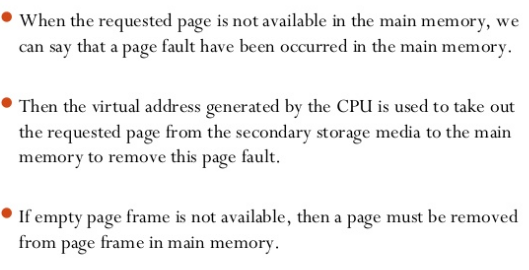 • When the requested page is not available in the main memory, we
can say that a page fault have been occurred in the main memory.
• Then the virtual address generated by the CPU is used to take out
the requested page from the secondary storage media to the main
memory to remove this page fault.
• If empty page frame is not available, then a page must be removed
from page frame in main memory.